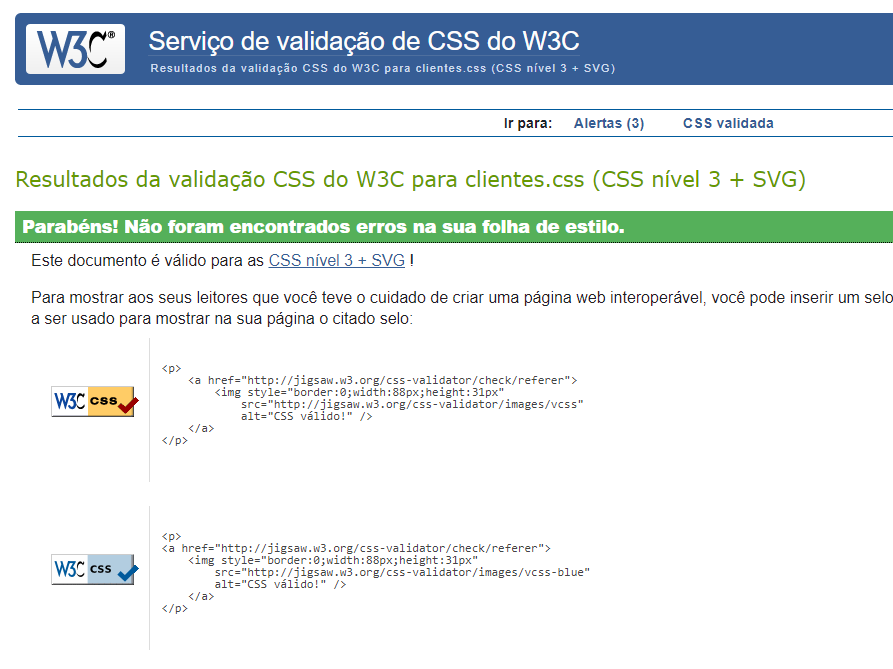 W3C®
Serviço de validação de CSS do W3C
Resultados da validação CSS do W3C para clientes.css (CSS nível 3 + SVG)
Ir para: Alertas (3) CSS validada
Resultados da validação CSS do W3C para clientes.css (CSS nível 3 + SVG)
Parabéns! Não foram encontrados erros na sua folha de estilo.
Este documento é válido para as CSS nível 3 + SVG !
Para mostrar aos seus leitores que você teve o cuidado de criar uma página web interoperável, você pode inserir um selo
a ser usado para mostrar na sua página o citado selo:
W3C css
<p>
<a href="http://jigsaw.w3.org/css-validator/check/referer">
<img style="border:0;width:88px;height:31px"
src="http://jigsaw.w3.org/css-validator/images/vcss"
alt="CSS válido!" />
</a>
</p>
W3C css
<p>
<a href="http://jigsaw.w3.org/css-validator/check/referer">
<img style="border:0;width:88px;height:31px"
src="http://jigsaw.w3.org/css-validator/images/vcss-blue"
alt="CSS válido!" />
</a>
</p>